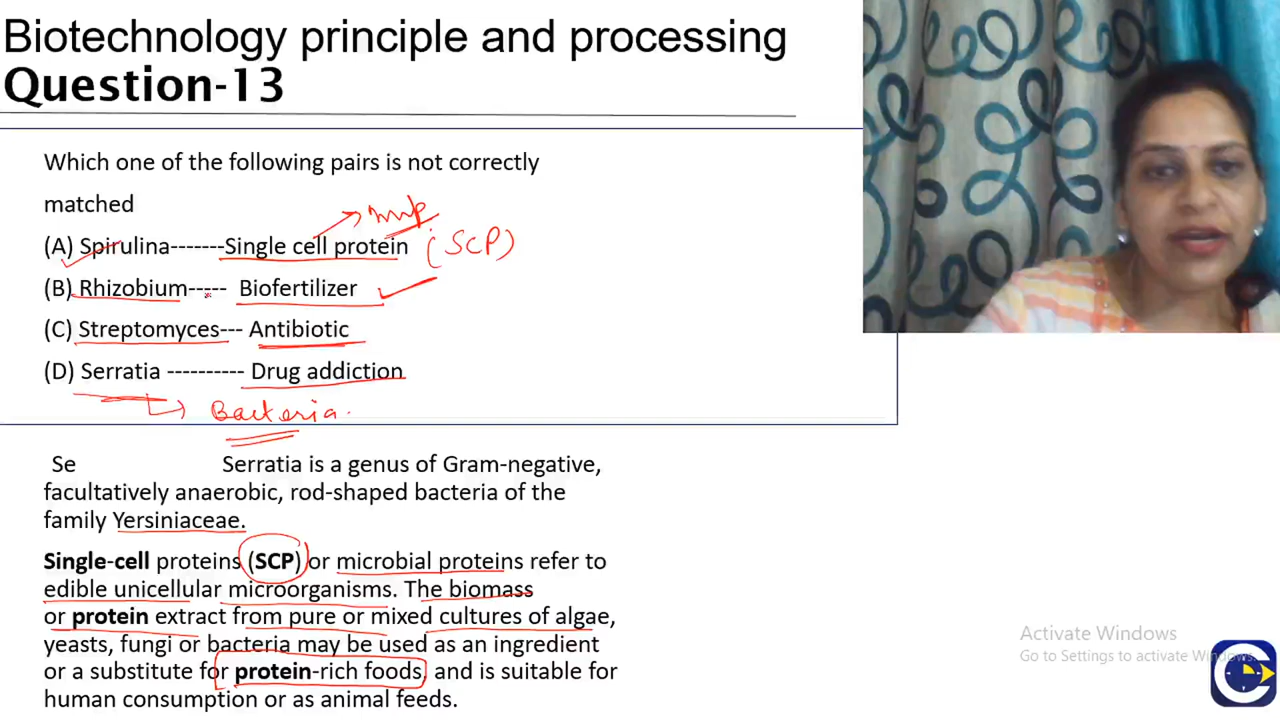 Biotechnology principle and processing
Question-13
Which one of the following pairs is not correctly
matched
(A) Spirulina-------Single cell protein (SCP)
(B) Rhizobium----- Biofertilizer
(C) Streptomyces--- Antibiotic
(D) Serratia ---------- Drug addiction
Bacteria.
Se Serratia is a genus of Gram-negative,
facultatively anaerobic, rod-shaped bacteria of the
family Yersiniaceae.
Single-cell proteins (SCP) or microbial proteins refer to
edible unicellular microorganisms. The biomass
or protein extract from pure or mixed cultures of algae,
yeasts, fungi or bacteria may be used as an ingredient
or a substitute for protein-rich foods, and is suitable for
human consumption or as animal feeds.
Activate Windows
Go to Settings to activate Windows.